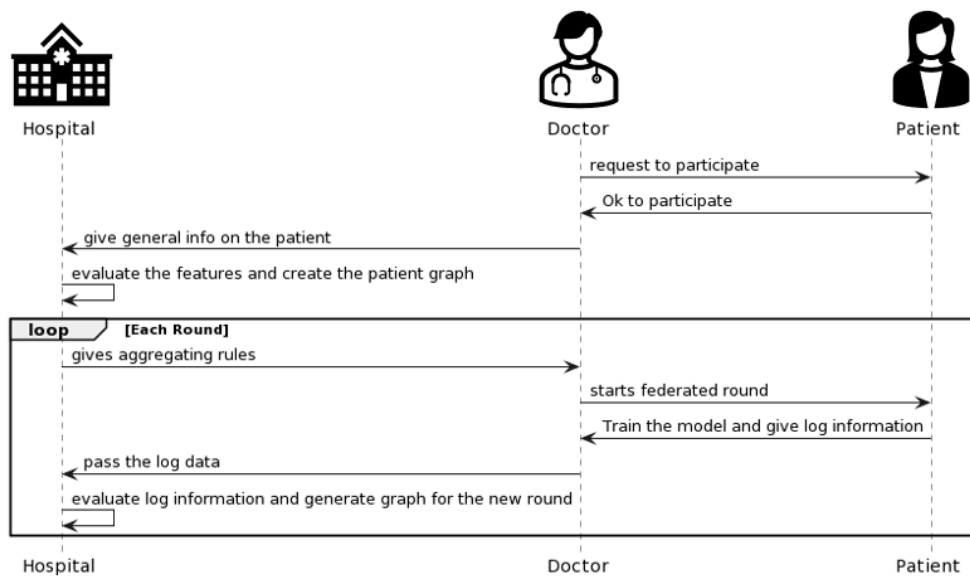 Hospital
Doctor
Patient
request to participate
Ok to participate
give general info on the patient
evaluate the features and create the patient graph
loop [Each Round]
gives aggregating rules
starts federated round
Train the model and give log information
pass the log data
evaluate log information and generate graph for the new round
Hospital
Doctor
Patient